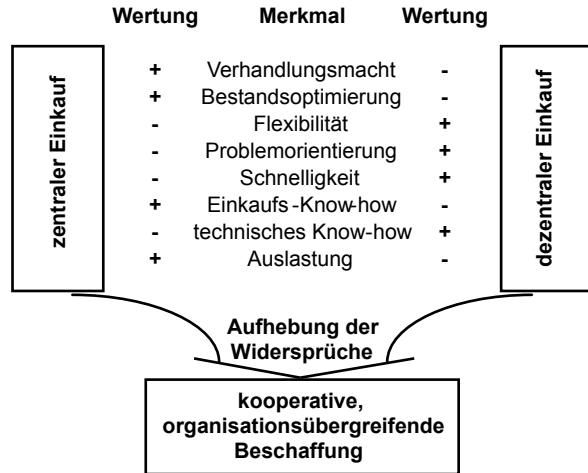 Wertung Merkmal Wertung
zentraler Einkauf
+ Verhandlungsmacht -
+ Bestandsoptimierung -
- Flexibilität +
- Problemorientierung +
- Schnelligkeit +
+ Einkaufs-Know-how -
- technisches Know-how +
+ Auslastung -
dezentraler Einkauf
Aufhebung der
Widersprüche
kooperative,
organisationsübergreifende
Beschaffung